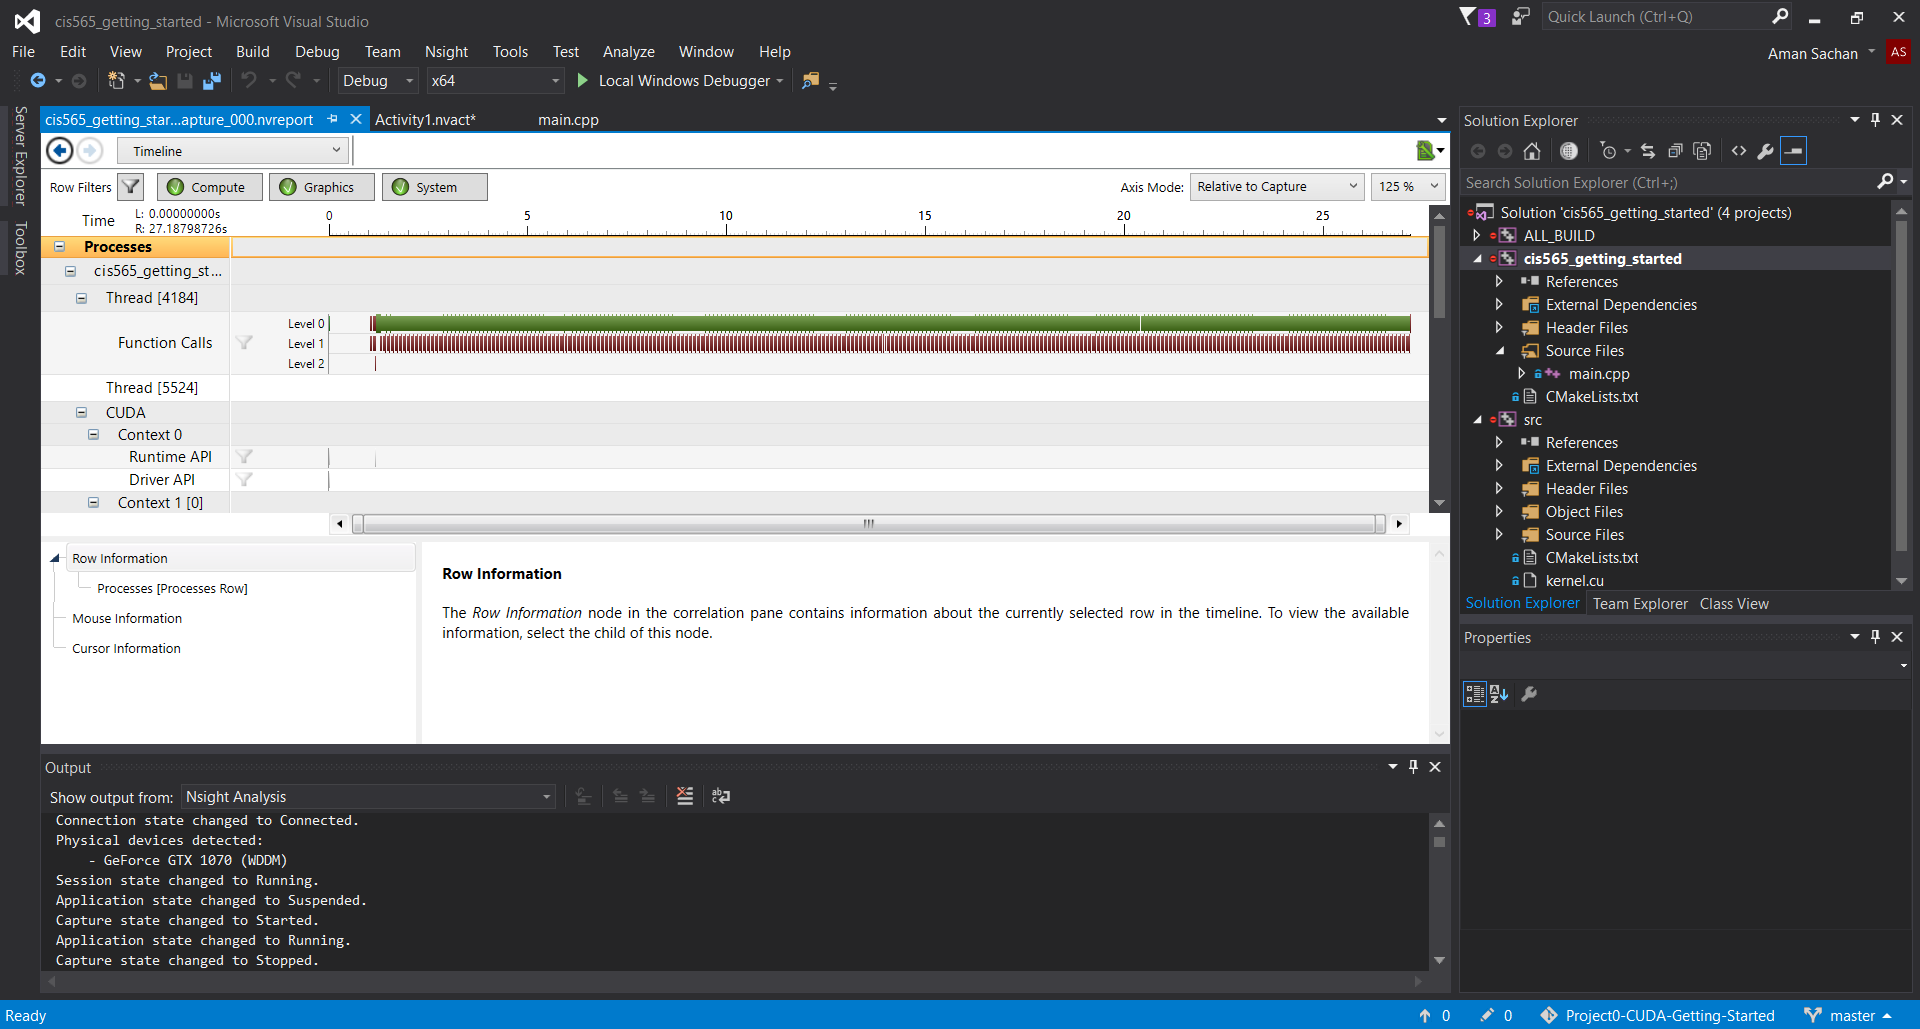 cis565_getting_started - Microsoft Visual Studio
3
Quick Launch (Ctrl+Q)
File Edit View Project Build Debug Team Nsight Tools Test Analyze Window Help
Aman Sachan AS
Debug x64 Local Windows Debugger
Server Explorer
Toolbox
cis565_getting_star...apture_000.nvreport Activity1.nvact* main.cpp
Timeline
Row Filters Compute Graphics System Axis Mode: Relative to Capture 125 %
Time L: 0.00000000s
R: 27.18798726s
0 5 10 15 20 25
Processes
cis565_getting_st...
Thread [4184]
Function Calls
Level 0
Level 1
Level 2
Thread [5524]
CUDA
Context 0
Runtime API
Driver API
Context 1 [0]
Row Information
Processes [Processes Row]
Mouse Information
Cursor Information
Row Information
The Row Information node in the correlation pane contains information about the currently selected row in the timeline. To view the available
information, select the child of this node.
Output
Show output from: Nsight Analysis
Connection state changed to Connected.
Physical devices detected:
- GeForce GTX 1070 (WDDM)
Session state changed to Running.
Application state changed to Suspended.
Capture state changed to Started.
Application state changed to Running.
Capture state changed to Stopped.
Solution Explorer
Search Solution Explorer (Ctrl+;)
Solution 'cis565_getting_started' (4 projects)
ALL_BUILD
cis565_getting_started
References
External Dependencies
Header Files
Source Files
main.cpp
CMakeLists.txt
src
References
External Dependencies
Header Files
Object Files
Source Files
CMakeLists.txt
kernel.cu
Solution Explorer Team Explorer Class View
Properties
Ready
0 0 Project0-CUDA-Getting-Started master